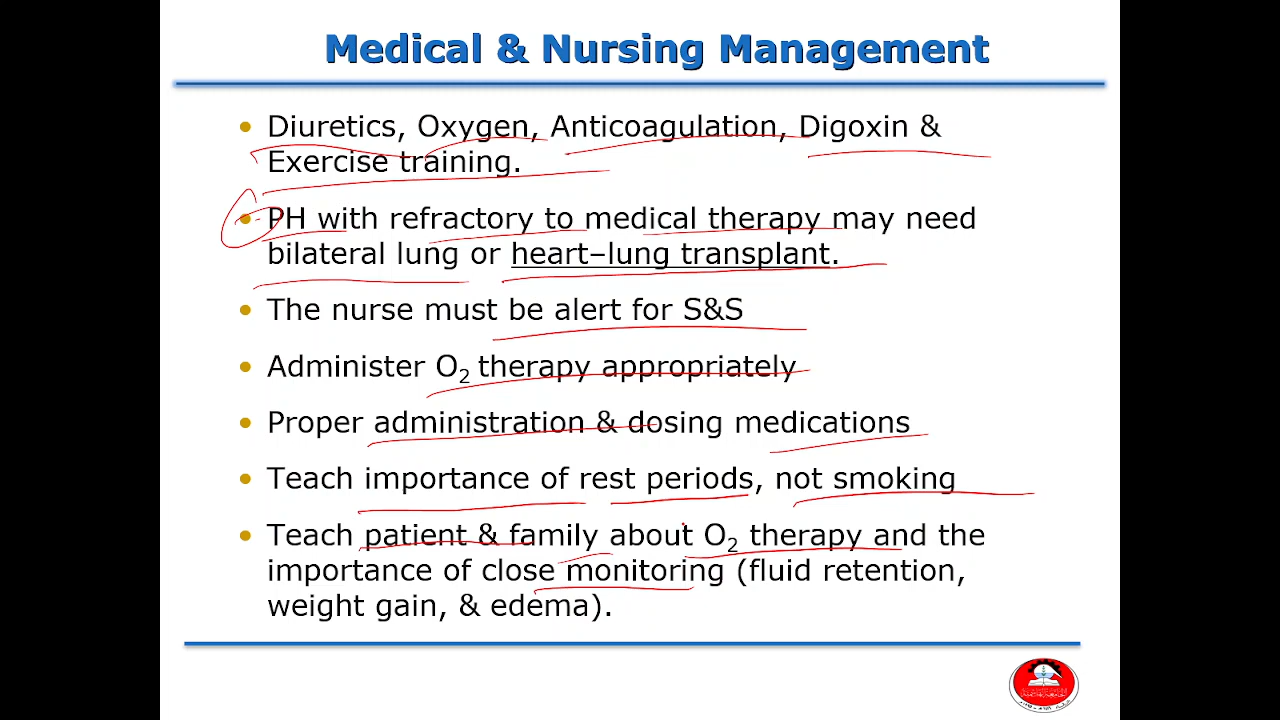 Medical & Nursing Management
• Diuretics, Oxygen, Anticoagulation, Digoxin &
Exercise training.
• PH with refractory to medical therapy may need
bilateral lung or heart–lung transplant.
• The nurse must be alert for S&S
• Administer O₂ therapy appropriately
• Proper administration & dosing medications
• Teach importance of rest periods, not smoking
• Teach patient & family about O₂ therapy and the
importance of close monitoring (fluid retention,
weight gain, & edema).